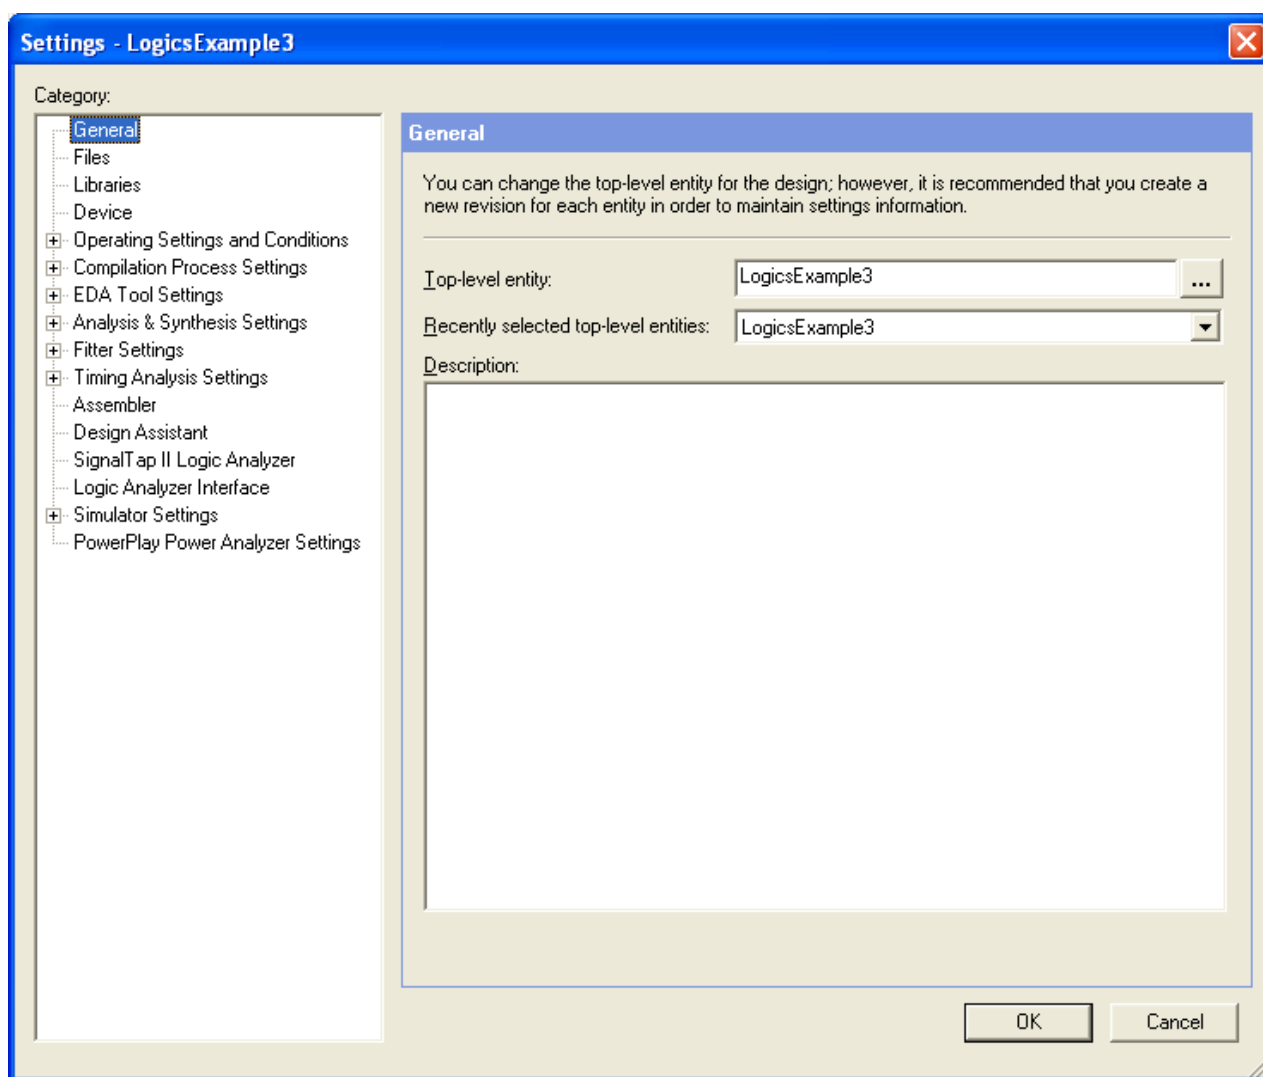 Settings - LogicsExample3
Category:
General
Files
Libraries
Device
Operating Settings and Conditions
Compilation Process Settings
EDA Tool Settings
Analysis & Synthesis Settings
Fitter Settings
Timing Analysis Settings
Assembler
Design Assistant
SignalTap II Logic Analyzer
Logic Analyzer Interface
Simulator Settings
PowerPlay Power Analyzer Settings
General
You can change the top-level entity for the design; however, it is recommended that you create a
new revision for each entity in order to maintain settings information.
Top-level entity:
LogicsExample3
...
Recently selected top-level entities:
LogicsExample3
Description:
OK
Cancel